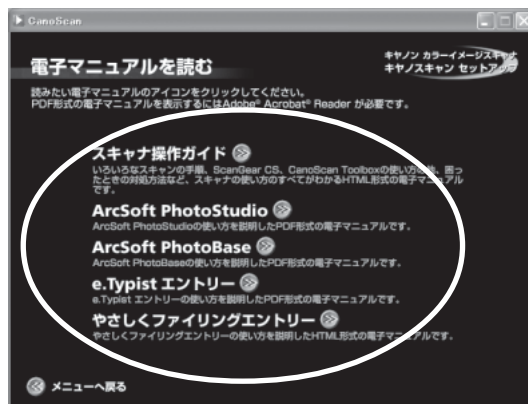 CanoScan
キヤノン カラーイメージスキャナ
キヤノスキャン セットアップ
電子マニュアルを読む
読みたい電子マニュアルのアイコンをクリックしてください。
PDF形式の電子マニュアルを表示するにはAdobe® Acrobat® Reader が必要です。
スキャナ操作ガイド
いろいろなスキャンの手順、ScanGear CS、CanoScan Toolboxの使い方の他、困っ
たときの対処方法など、スキャナの使い方のすべてがわかるHTML形式の電子マニュアル
です。
ArcSoft PhotoStudio
ArcSoft PhotoStudioの使い方を説明したPDF形式の電子マニュアルです。
ArcSoft PhotoBase
ArcSoft PhotoBaseの使い方を説明したPDF形式の電子マニュアルです。
e.Typist エントリー
e.Typist エントリーの使い方を説明したPDF形式の電子マニュアルです。
やさしくファイリングエントリー
やさしくファイリングエントリーの使い方を説明したHTML形式の電子マニュアルです。
メニューへ戻る